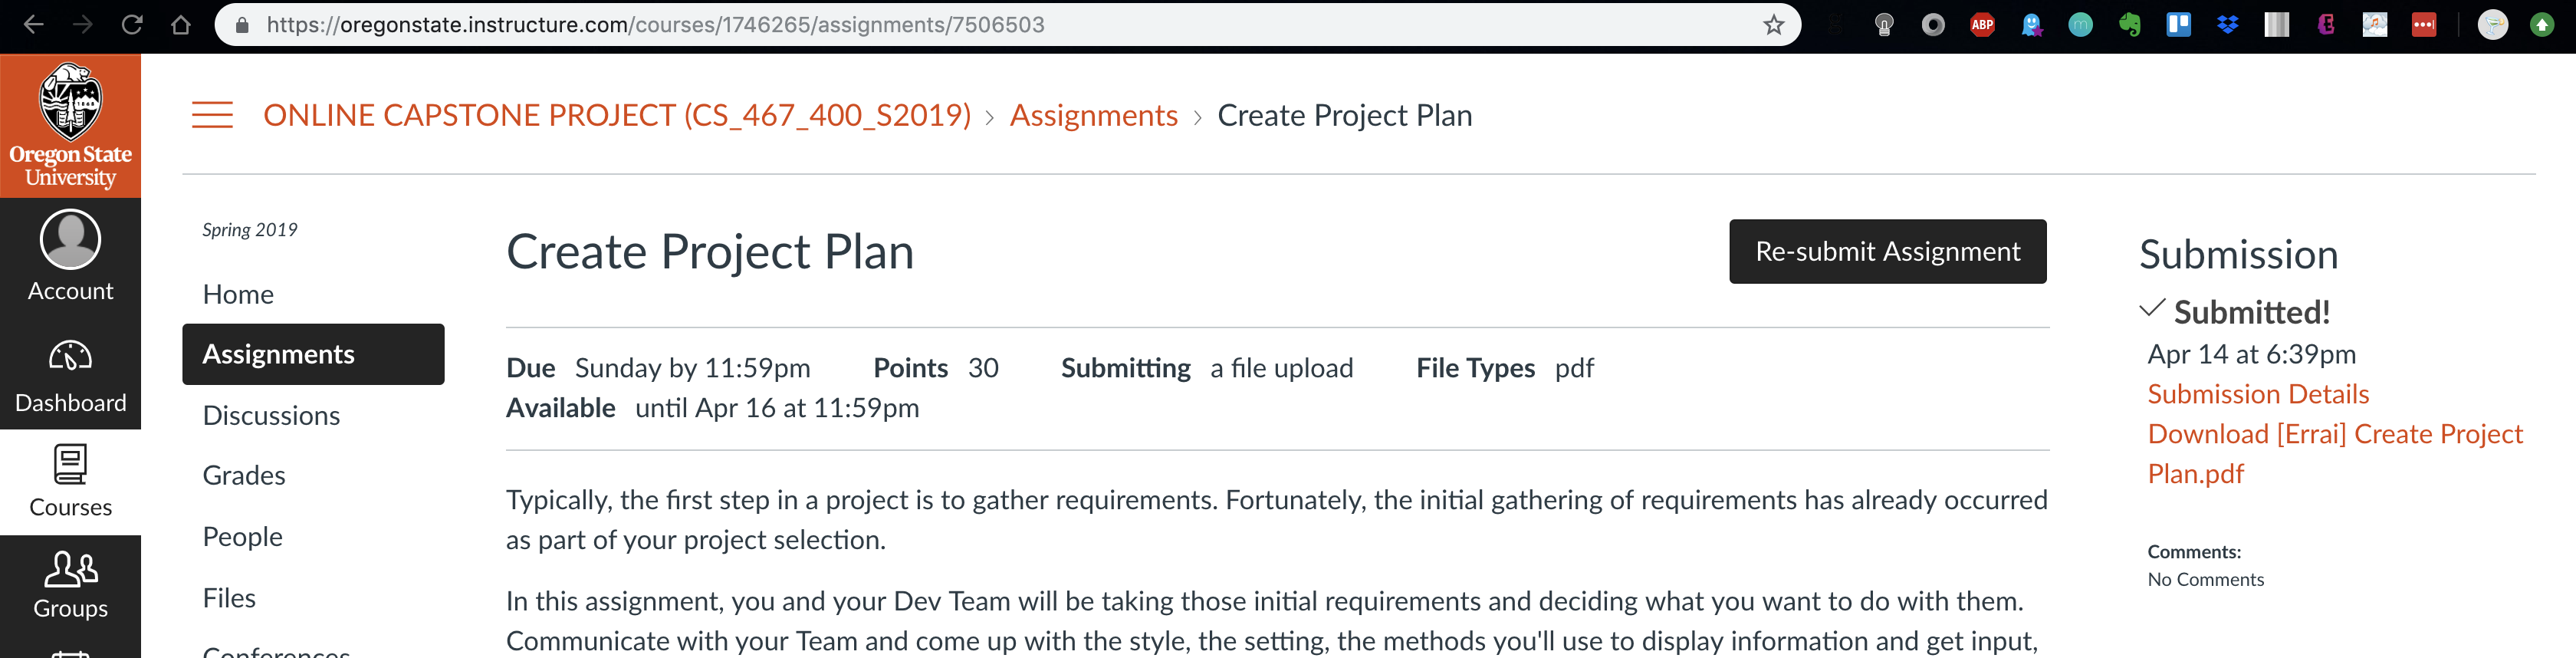 https://oregonstate.instructure.com/courses/1746265/assignments/7506503
ABP
m
Oregon State
University
ONLINE CAPSTONE PROJECT (CS_467_400_S2019) › Assignments › Create Project Plan
Account
Dashboard
Courses
Groups
Spring 2019
Home
Assignments
Discussions
Grades
People
Files
Conferences
Create Project Plan
Re-submit Assignment
Due Sunday by 11:59pm Points 30 Submitting a file upload File Types pdf
Available until Apr 16 at 11:59pm
Typically, the first step in a project is to gather requirements. Fortunately, the initial gathering of requirements has already occurred
as part of your project selection.
In this assignment, you and your Dev Team will be taking those initial requirements and deciding what you want to do with them.
Communicate with your Team and come up with the style, the setting, the methods you'll use to display information and get input,
Submission
Submitted!
Apr 14 at 6:39pm
Submission Details
Download [Errai] Create Project
Plan.pdf
Comments:
No Comments